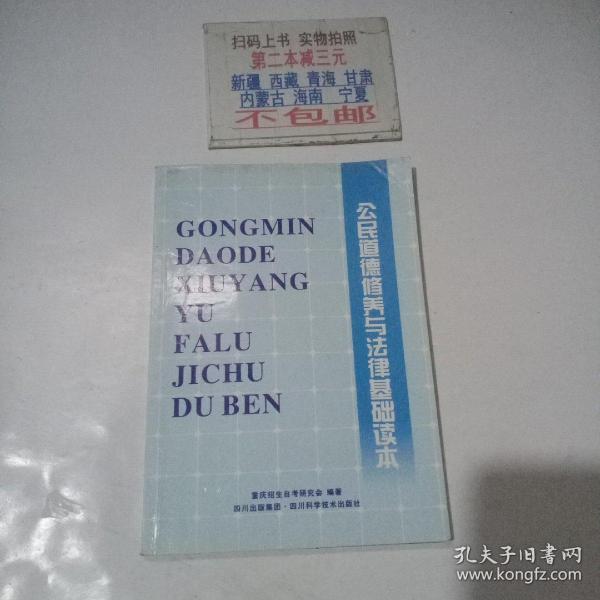 扫码上书 实物拍照
第二本减三元
新疆 西藏 青海 甘肃
内蒙古 海南 宁夏
不包邮
GONGMIN
DAODE
XIUYANG
YU
FALU
JICHU
DU BEN
公民道德修养与法律基础读本
重庆招生自考研究会 编著
四川出版集团·四川科学技术出版社
孔夫子旧书网
www.kongfz.com